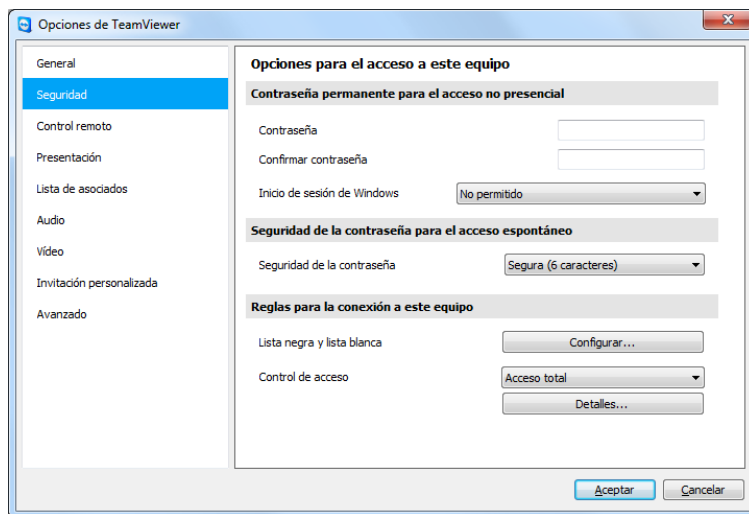 Opciones de TeamViewer
General
Seguridad
Control remoto
Presentación
Lista de asociados
Audio
Vídeo
Invitación personalizada
Avanzado
Opciones para el acceso a este equipo
Contraseña permanente para el acceso no presencial
Contraseña
Confirmar contraseña
Inicio de sesión de Windows No permitido
Seguridad de la contraseña para el acceso espontáneo
Seguridad de la contraseña Segura (6 caracteres)
Reglas para la conexión a este equipo
Lista negra y lista blanca Configurar...
Control de acceso Acceso total
Detalles...
Aceptar Cancelar